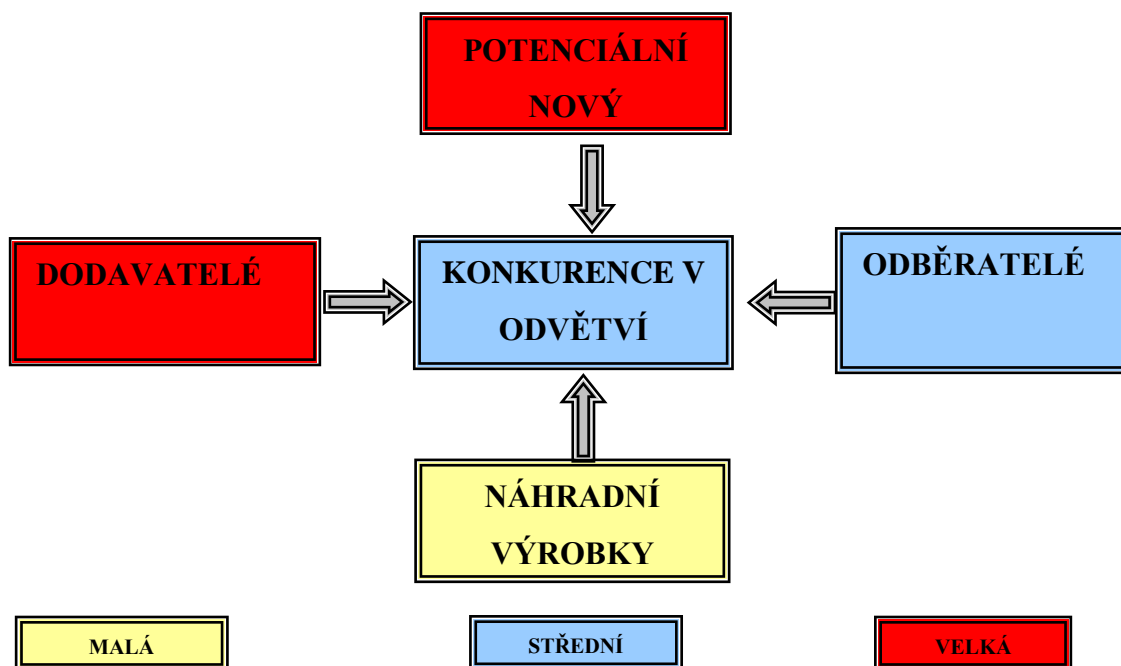 POTENCIÁLNÍ
NOVÝ
DODAVATELÉ
KONKURENCE V
ODVĚTVÍ
ODBĚRATELÉ
NÁHRADNÍ
VÝROBKY
MALÁ
STŘEDNÍ
VELKÁ